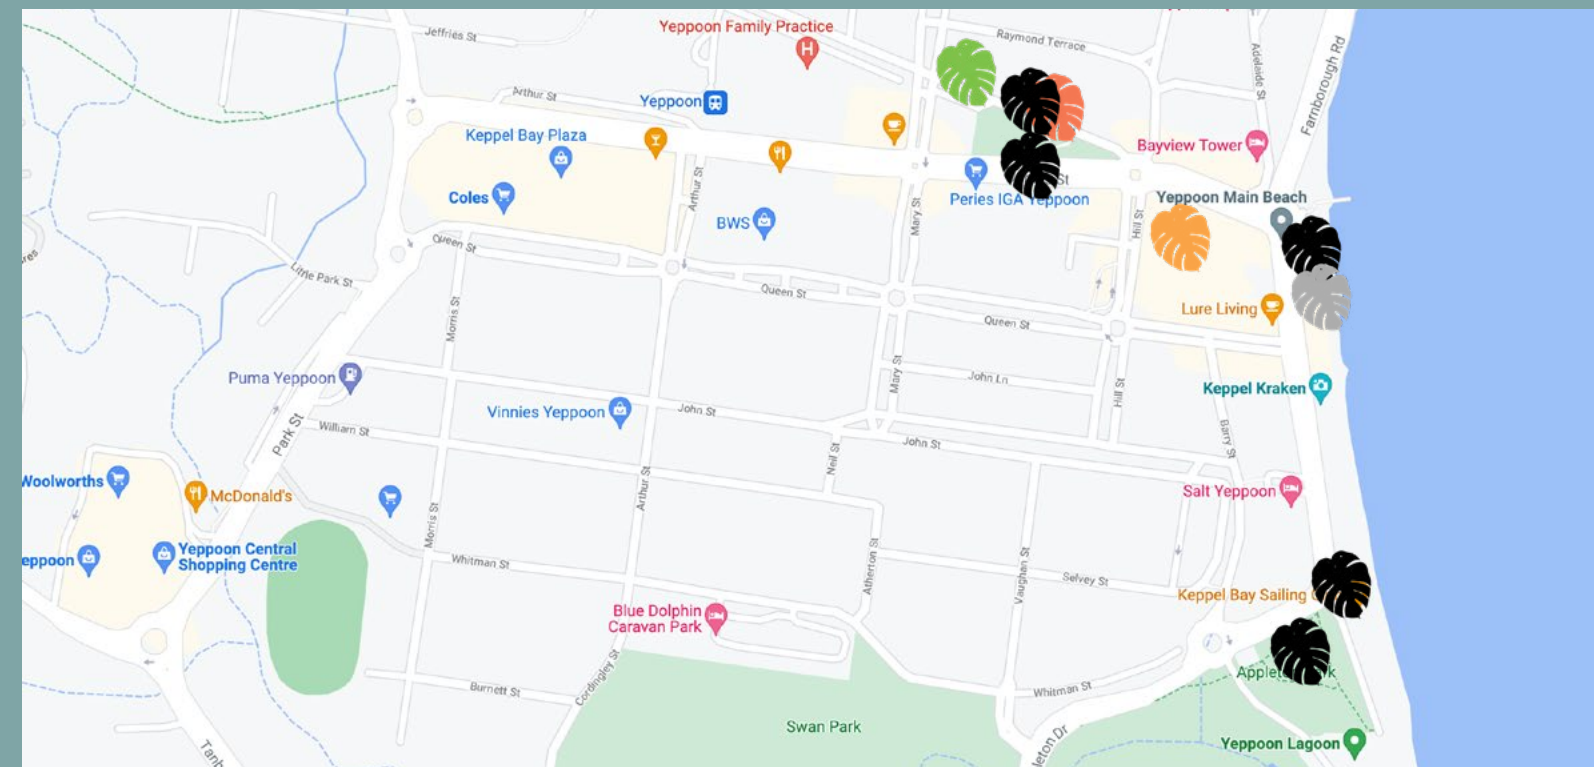 Yeppoon Family Practice
H
Jeffries St
Raymond Terrace
Adelaide St
Farnborough Rd
Arthur St
Yeppoon
Keppel Bay Plaza
Bayview Tower
Coles
Arthur St
St
Peries IGA Yeppoon
Mary St
Yeppoon Main Beach
BWS
Hill St
Queen St
Little Park St
Queen St
Queen St
Lure Living
Morris St
Puma Yeppoon
Mary St
John Ln
Hill St
Keppel Kraken
Vinnies Yeppoon
John St
Park St
William St
John St
Barry St
Neil St
Woolworths
McDonald's
Arthur St
Salt Yeppoon
Morris St
eppoon
Yeppoon Central
Shopping Centre
Whitman St
Atherton St
Vaughan St
Selvey St
Keppel Bay Sailing
Blue Dolphin
Caravan Park
Cordingley St
Burnett St
Whitman St
Swan Park
Yeppoon Lagoon